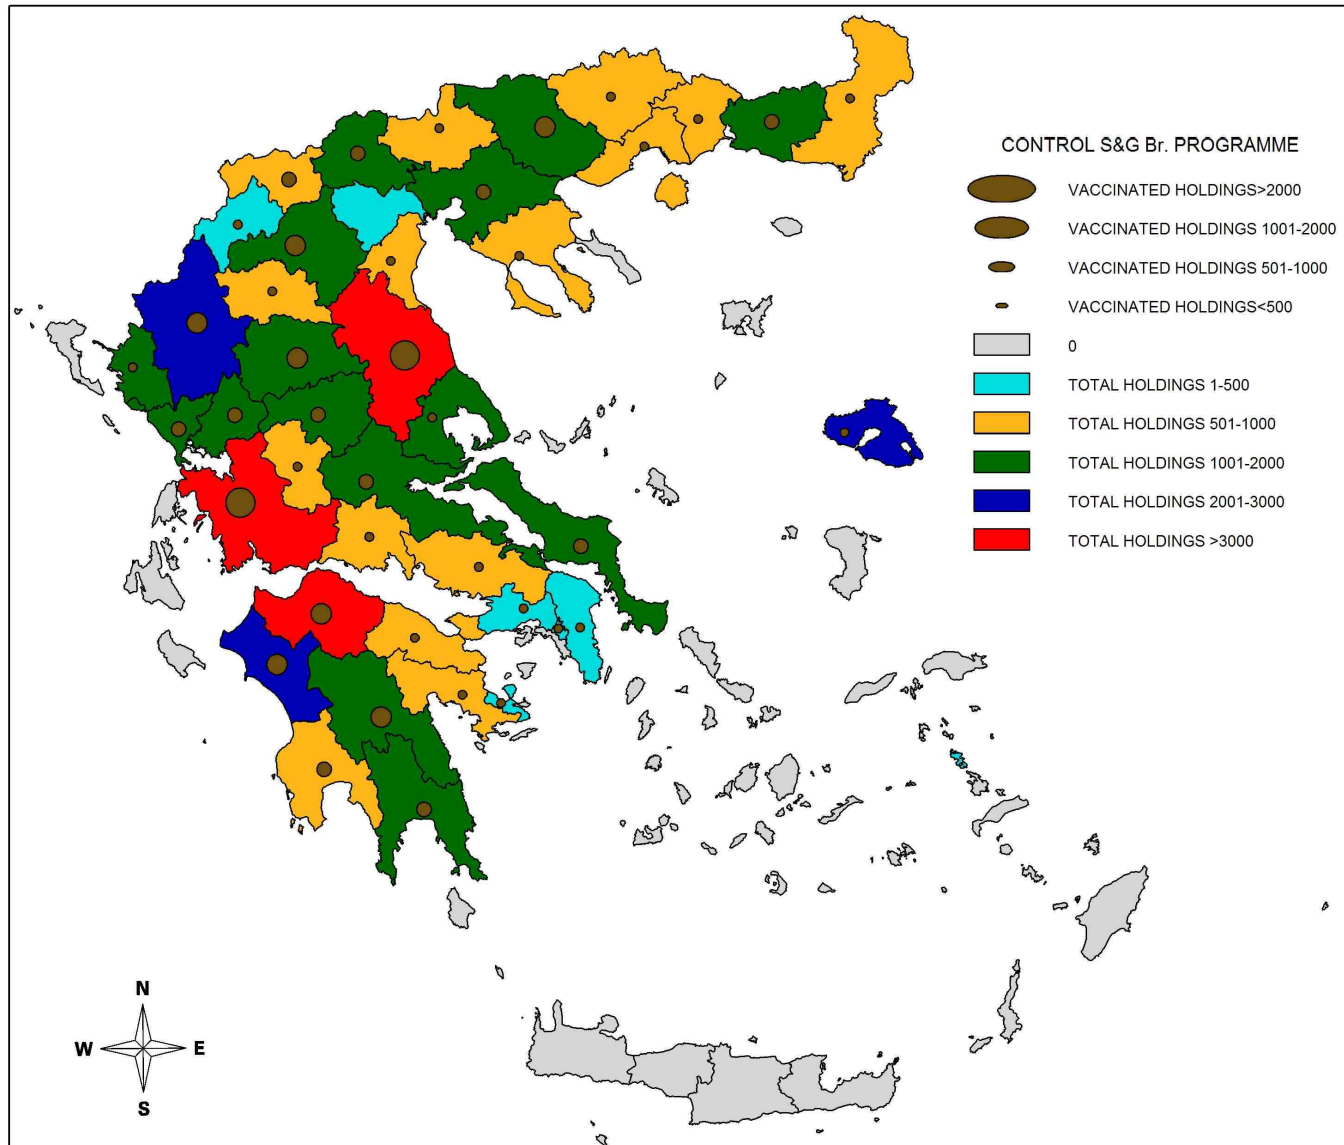 CONTROL S&G Br. PROGRAMME
VACCINATED HOLDINGS>2000
VACCINATED HOLDINGS 1001-2000
VACCINATED HOLDINGS 501-1000
VACCINATED HOLDINGS<500
0
TOTAL HOLDINGS 1-500
TOTAL HOLDINGS 501-1000
TOTAL HOLDINGS 1001-2000
TOTAL HOLDINGS 2001-3000
TOTAL HOLDINGS >3000
N
W E
S